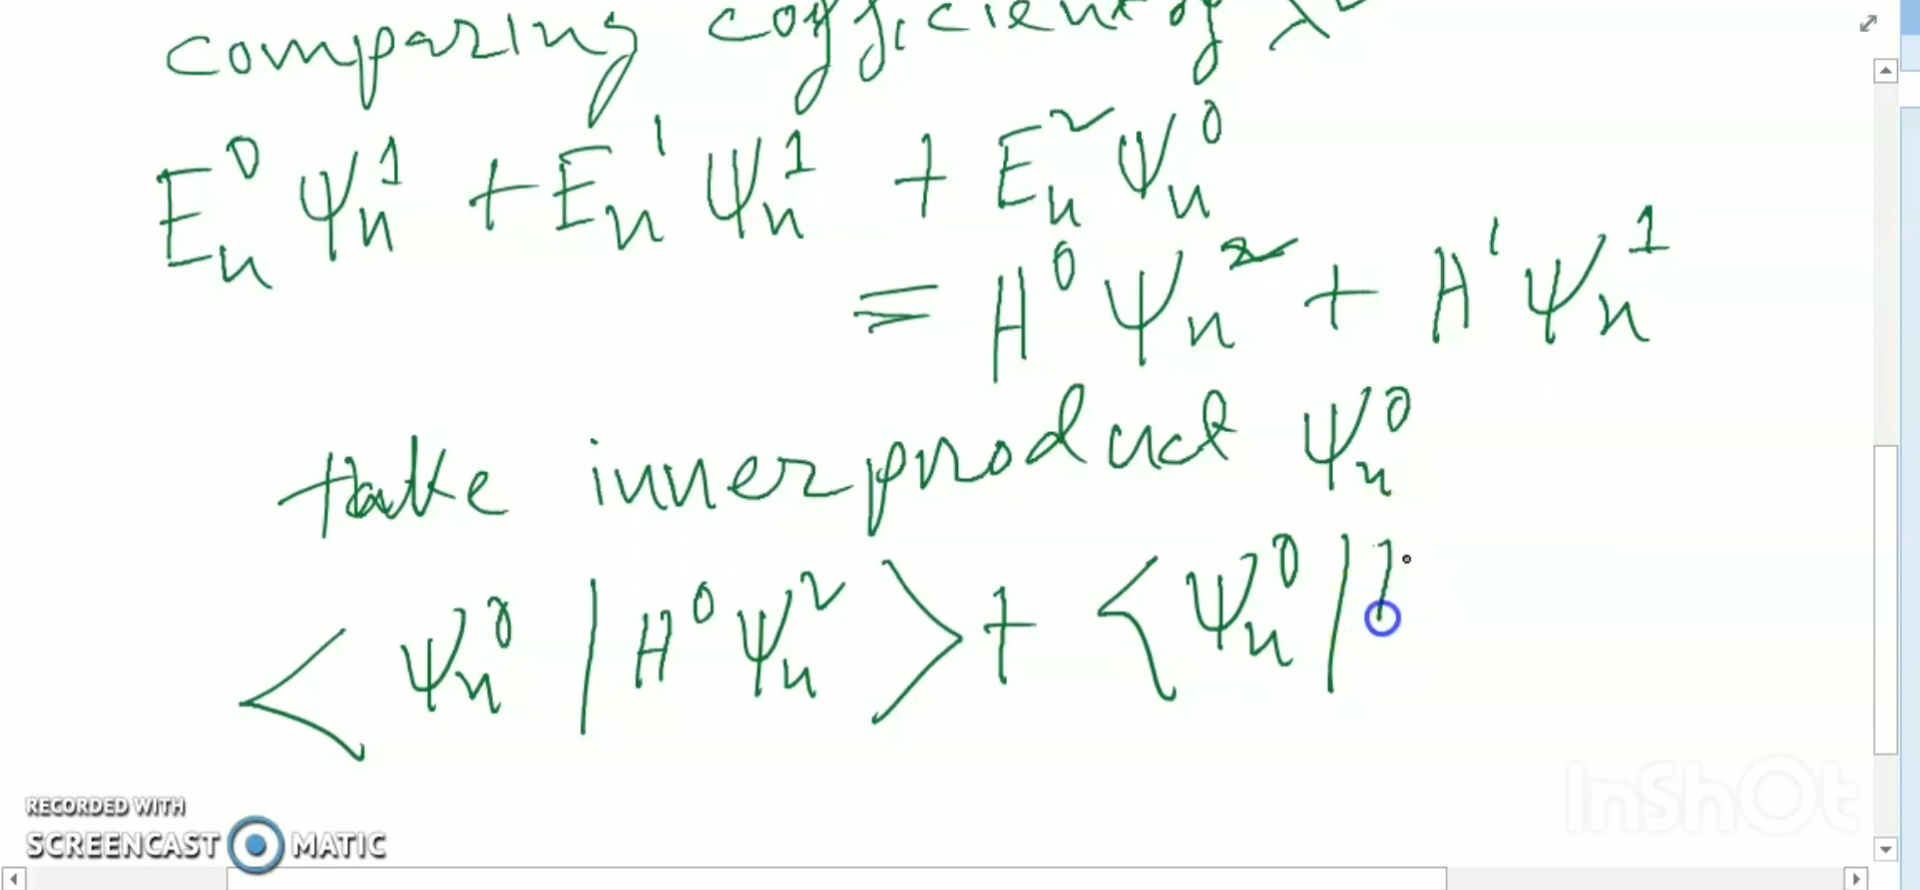 comparing coefficient of λ²
E_n^0 Ψ_n^1 + E_n^1 Ψ_n^1 + E_n^2 Ψ_n^0
= H^0 Ψ_n^2 + H^1 Ψ_n^1
take innerproduct Ψ_n^0
< Ψ_n^0 | H^0 Ψ_n^2 > + < Ψ_n^0 |
RECORDED WITH
SCREENCAST MATIC
InShOt